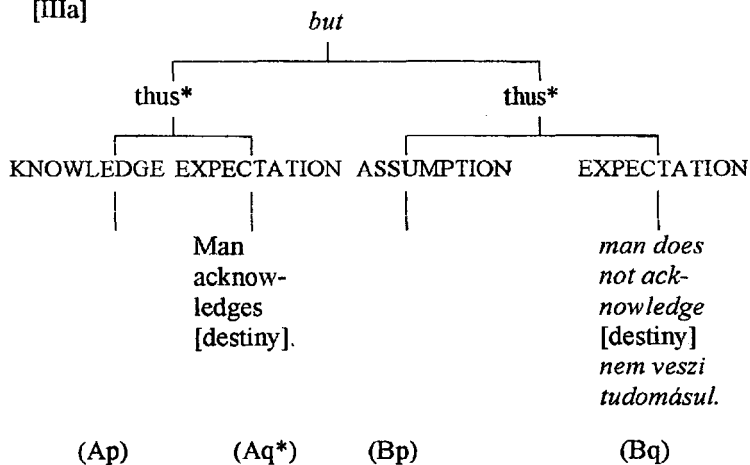 [IIIa]
but
thus* thus*
KNOWLEDGE EXPECTATION ASSUMPTION EXPECTATION
Man
acknow-
ledges
[destiny].
man does
not ack-
nowledge
[destiny]
nem veszi
tudomásul.
(Ap) (Aq*) (Bp) (Bq)